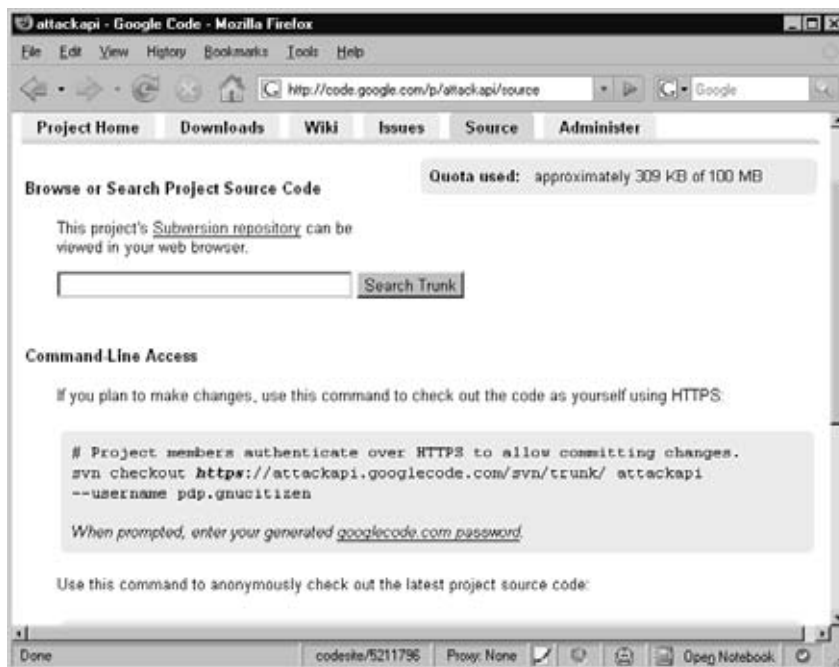 attackapi - Google Code - Mozilla Firefox
File Edit View History Bookmarks Tools Help
http://code.google.com/p/attackapi/source
Google
Project Home Downloads Wiki Issues Source Administer
Quota used: approximately 309 KB of 100 MB
Browse or Search Project Source Code
This project's Subversion repository can be
viewed in your web browser.
Search Trunk
Command-Line Access
If you plan to make changes, use this command to check out the code as yourself using HTTPS:
# Project members authenticate over HTTPS to allow committing changes.
svn checkout https://attackapi.googlecode.com/svn/trunk/ attackapi
--username pdp.gnucitizen
When prompted, enter your generated googlecode.com password.
Use this command to anonymously check out the latest project source code:
Done codesite/5211796 Proxy: None Open Notebook